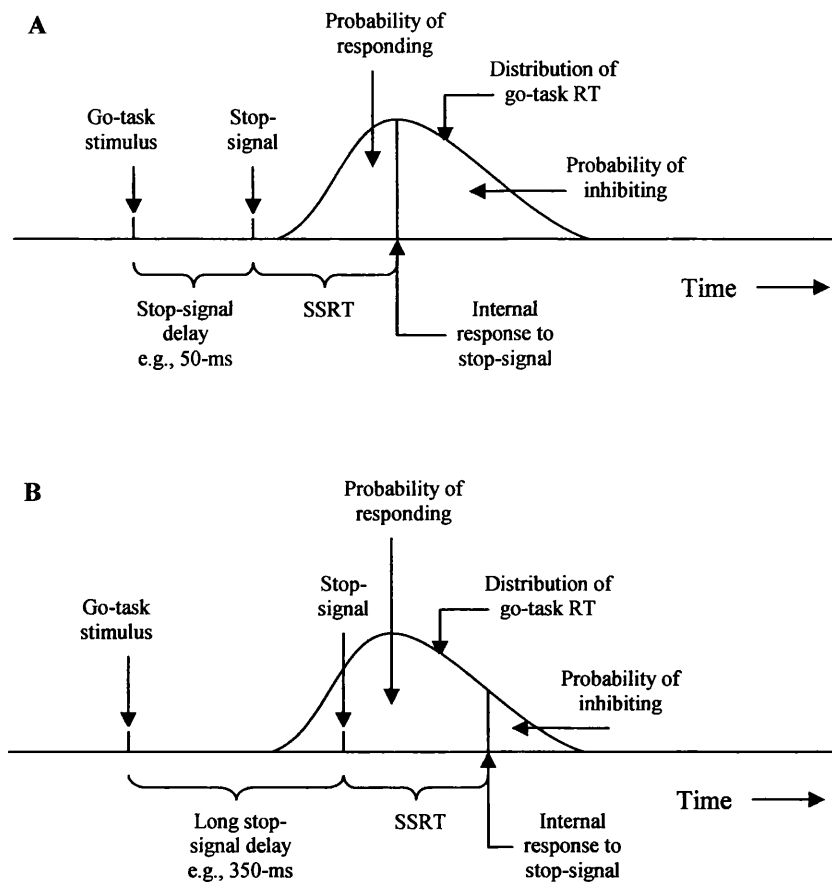 A
Probability of
responding
Distribution of
go-task RT
Go-task
stimulus
Stop-
signal
Probability of
inhibiting
Stop-signal
delay
e.g., 50-ms
SSRT
Internal
response to
stop-signal
Time
B
Probability of
responding
Stop-
signal
Distribution of
go-task RT
Go-task
stimulus
Probability of
inhibiting
Long stop-
signal delay
e.g., 350-ms
SSRT
Internal
response to
stop-signal
Time